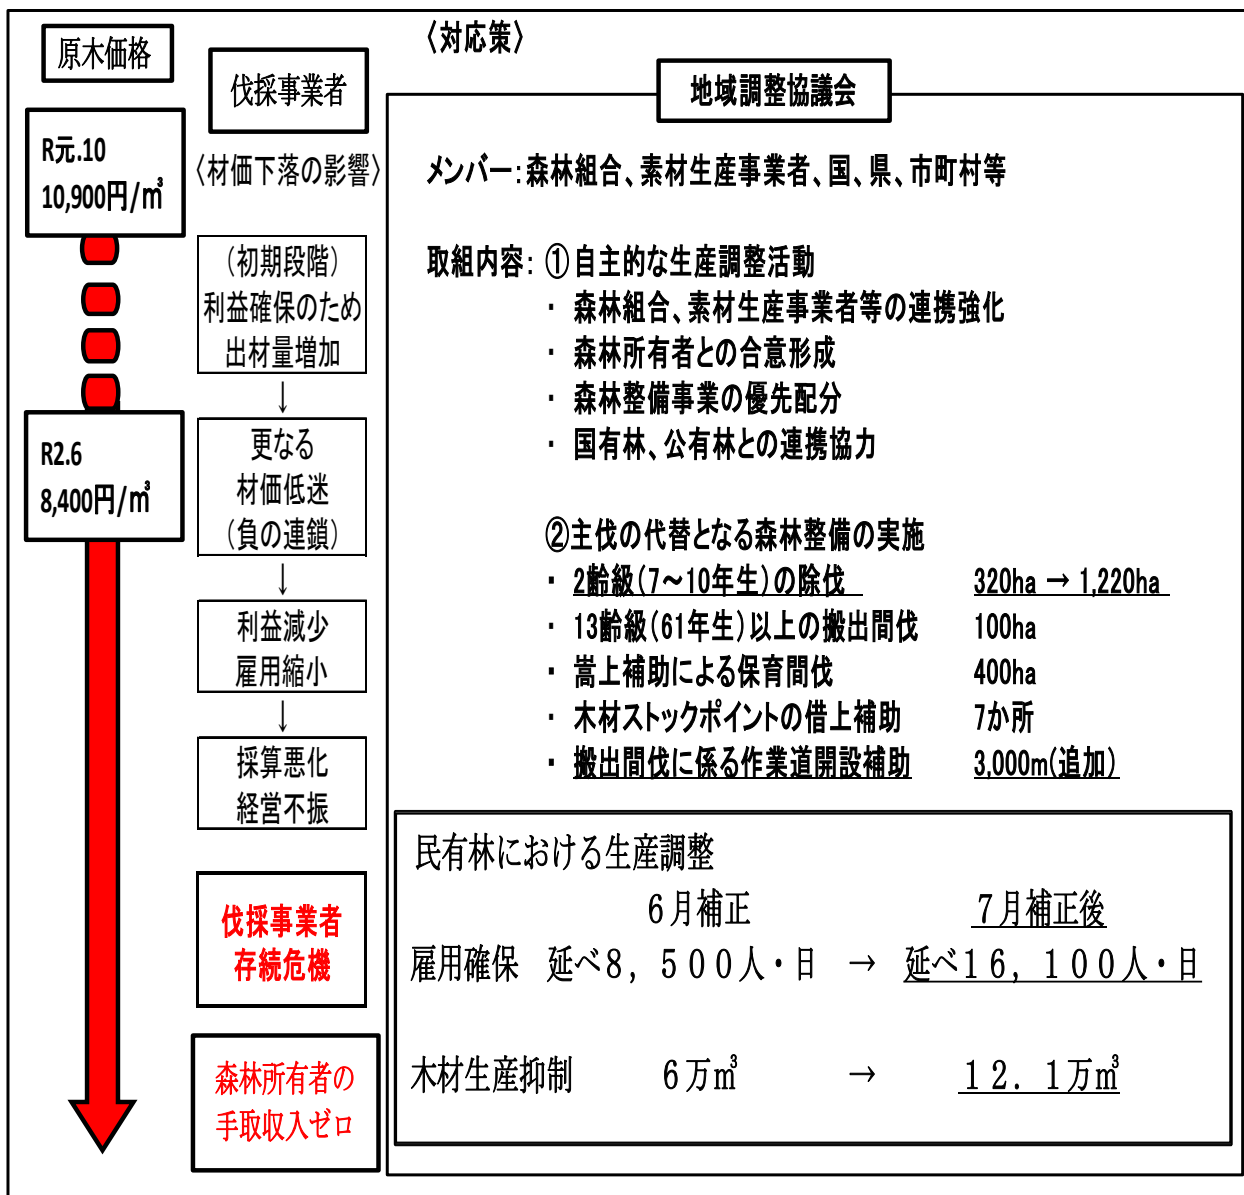 原木価格
R元.10
10,900円/㎥
R2.6
8,400円/㎥
伐採事業者
〈材価下落の影響〉
(初期段階)
利益確保のため
出材量増加
↓
更なる
材価低迷
(負の連鎖)
↓
利益減少
雇用縮小
↓
採算悪化
経営不振
伐採事業者
存続危機
森林所有者の
手取収入ゼロ
〈対応策〉
地域調整協議会
メンバー:森林組合、素材生産事業者、国、県、市町村等
取組内容: ①自主的な生産調整活動
・ 森林組合、素材生産事業者等の連携強化
・ 森林所有者との合意形成
・ 森林整備事業の優先配分
・ 国有林、公有林との連携協力
②主伐の代替となる森林整備の実施
・ 2齢級(7～10年生)の除伐 320ha → 1,220ha
・ 13齢級(61年生)以上の搬出間伐 100ha
・ 嵩上補助による保育間伐 400ha
・ 木材ストックポイントの借上補助 7か所
・ 搬出間伐に係る作業道開設補助 3,000m(追加)
民有林における生産調整
6月補正 7月補正後
雇用確保 延べ8,500人・日 → 延べ16,100人・日
木材生産抑制 6万㎥ → 12.1万㎥